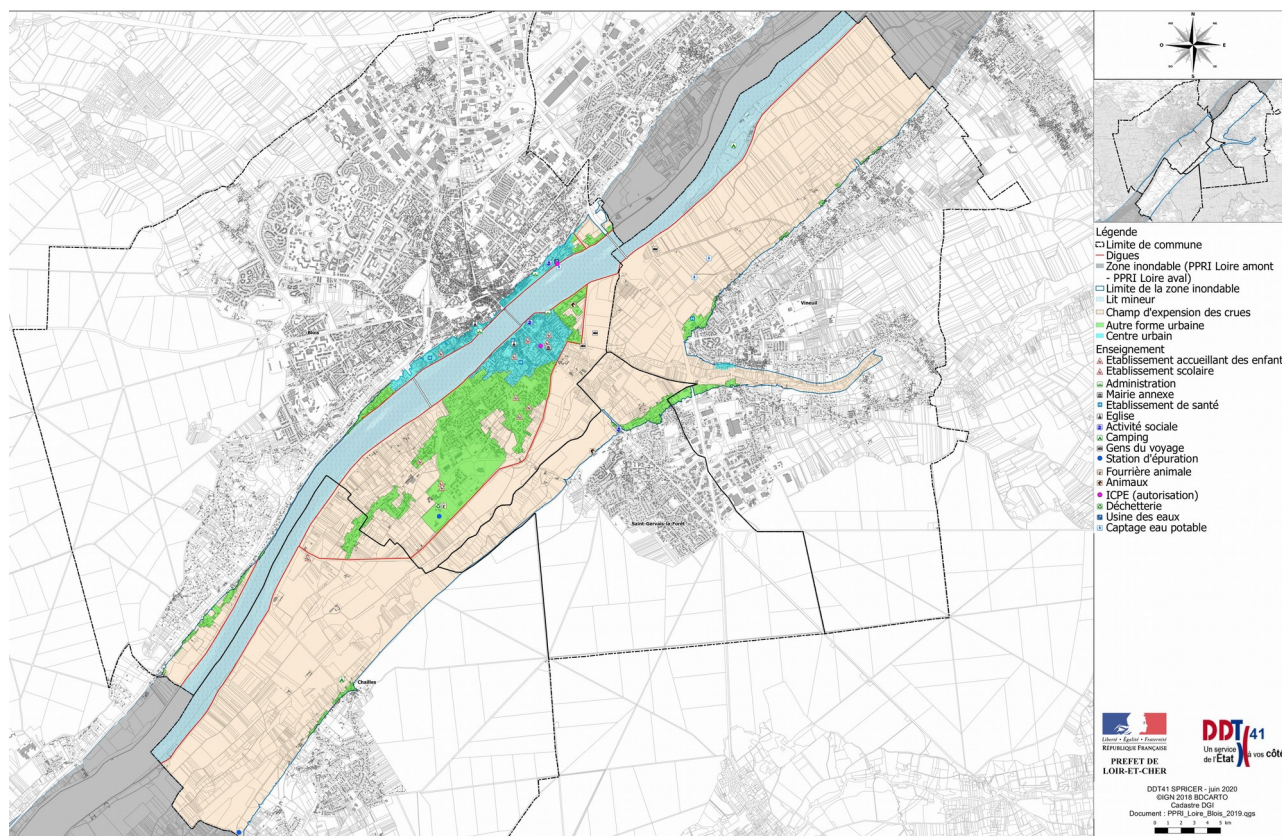 N
NO
NE
O
E
SO
SE
S
Blois
Vineuil
Saint-Gervais-la-Forêt
Chailles
Légende
Limite de commune
Digues
Zone inondable (PPRI Loire amont
- PPRI Loire aval)
Limite de la zone inondable
Lit mineur
Champ d'expension des crues
Autre forme urbaine
Centre urbain
Enseignement
Etablissement accueillant des enfant
Etablissement scolaire
Administration
Mairie annexe
Etablissement de santé
Eglise
Activité sociale
Camping
Gens du voyage
Station d'épuration
Fourrière animale
Animaux
ICPE (autorisation)
Déchetterie
Usine des eaux
Captage eau potable
Liberté • Égalité • Fraternité
RÉPUBLIQUE FRANÇAISE
PREFET DE
LOIR-ET-CHER
DDT 41
Un service
de l'État à vos côté
DDT41 SPRICER - juin 2020
©IGN 2018 BDCARTO
Cadastre DGI
Document : PPRI_Loire_Blois_2019.qgs
0 1 2 3 4 5 km